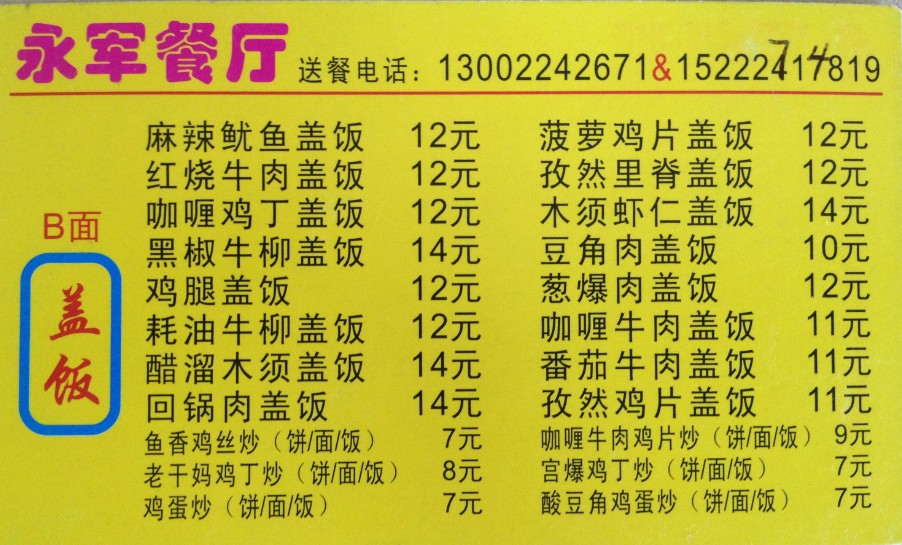 永军餐厅 送餐电话：13002242671&15222714819
B面
盖饭
麻辣鱿鱼盖饭 12元 菠萝鸡片盖饭 12元
红烧牛肉盖饭 12元 孜然里脊盖饭 12元
咖喱鸡丁盖饭 12元 木须虾仁盖饭 14元
黑椒牛柳盖饭 14元 豆角肉盖饭 10元
鸡腿盖饭 12元 葱爆肉盖饭 12元
耗油牛柳盖饭 12元 咖喱牛肉盖饭 11元
醋溜木须盖饭 14元 番茄牛肉盖饭 11元
回锅肉盖饭 14元 孜然鸡片盖饭 11元
鱼香鸡丝炒（饼/面/饭） 7元 咖喱牛肉鸡片炒（饼/面/饭） 9元
老干妈鸡丁炒（饼/面/饭） 8元 宫爆鸡丁炒（饼/面/饭） 7元
鸡蛋炒（饼/面/饭） 7元 酸豆角鸡蛋炒（饼/面/饭） 7元